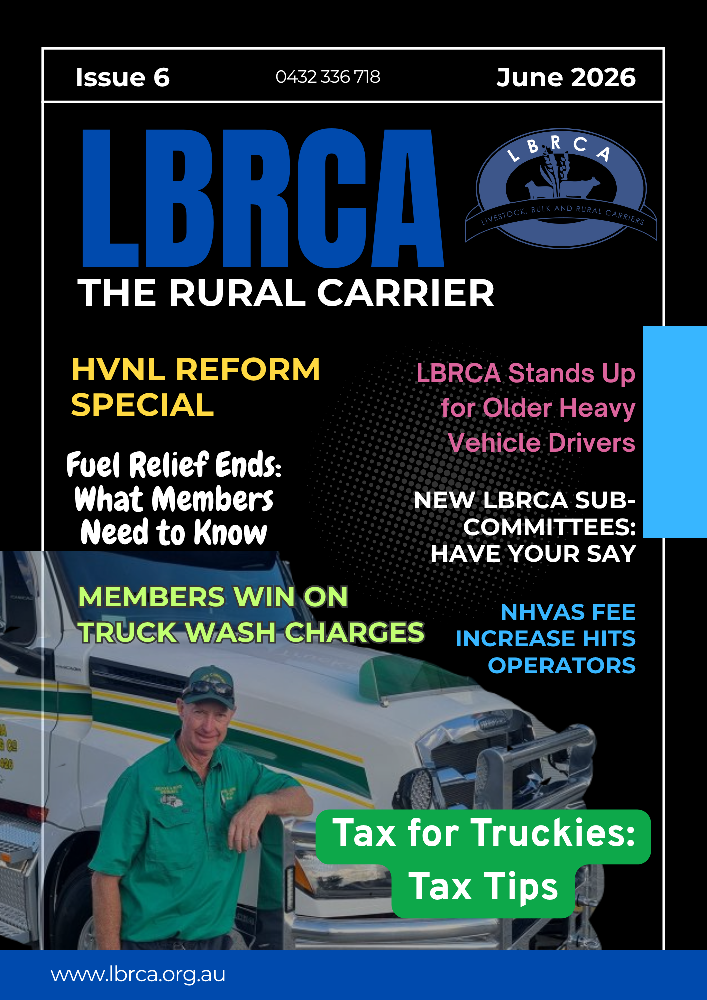 Issue 6
0432 336 718
June 2026
LBRCA
LBRCA
LIVESTOCK, BULK AND RURAL CARRIERS
THE RURAL CARRIER
HVNL REFORM
SPECIAL
LBRCA Stands Up
for Older Heavy
Vehicle Drivers
Fuel Relief Ends:
What Members
Need to Know
NEW LBRCA SUB-
COMMITTEES:
HAVE YOUR SAY
MEMBERS WIN ON
TRUCK WASH CHARGES
NHVAS FEE
INCREASE HITS
OPERATORS
Tax for Truckies:
Tax Tips
www.lbrca.org.au